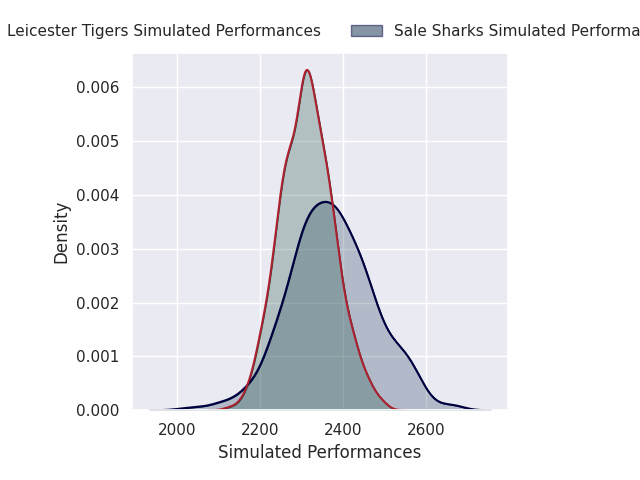 Leicester Tigers Simulated Performances Sale Sharks Simulated Performa
0.006
0.005
0.004
0.003
0.002
0.001
0.000
Density
2000 2200 2400 2600
Simulated Performances